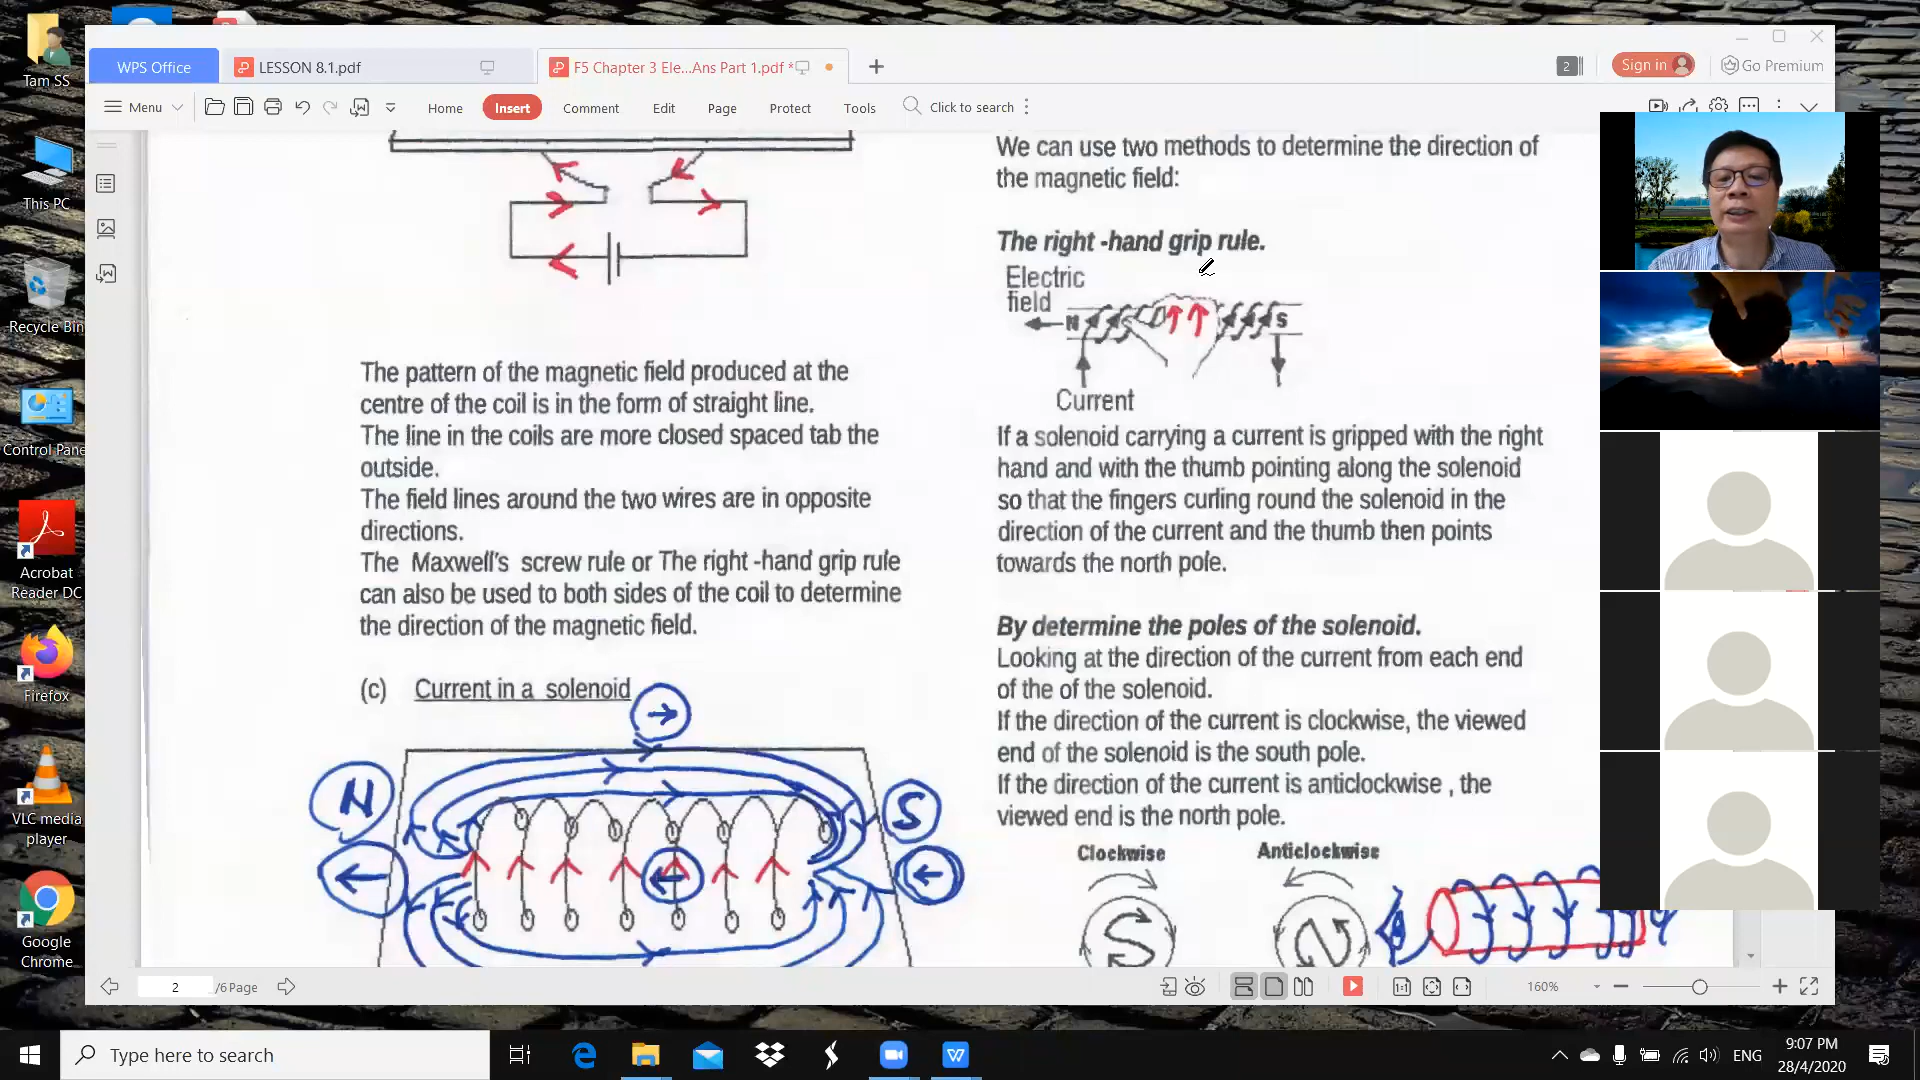 Tam SS
This PC
Recycle Bin
Control Pane
Acrobat
Reader DC
Firefox
VLC media
player
Google
Chrome
WPS Office
LESSON 8.1.pdf
F5 Chapter 3 Ele...Ans Part 1.pdf *
2
Sign in
Go Premium
Menu
Home
Insert
Comment
Edit
Page
Protect
Tools
Click to search
The pattern of the magnetic field produced at the
centre of the coil is in the form of straight line.
The line in the coils are more closed spaced tab the
outside.
The field lines around the two wires are in opposite
directions.
The Maxwell's screw rule or The right -hand grip rule
can also be used to both sides of the coil to determine
the direction of the magnetic field.
(c) Current in a solenoid
N
S
We can use two methods to determine the direction of
the magnetic field:
The right -hand grip rule.
Electric
field
N
S
Current
If a solenoid carrying a current is gripped with the right
hand and with the thumb pointing along the solenoid
so that the fingers curling round the solenoid in the
direction of the current and the thumb then points
towards the north pole.
By determine the poles of the solenoid.
Looking at the direction of the current from each end
of the of the solenoid.
If the direction of the current is clockwise, the viewed
end of the solenoid is the south pole.
If the direction of the current is anticlockwise , the
viewed end is the north pole.
Clockwise
Anticlockwise
S
N
2
/6 Page
1:1
160%
Type here to search
ENG
9:07 PM
28/4/2020